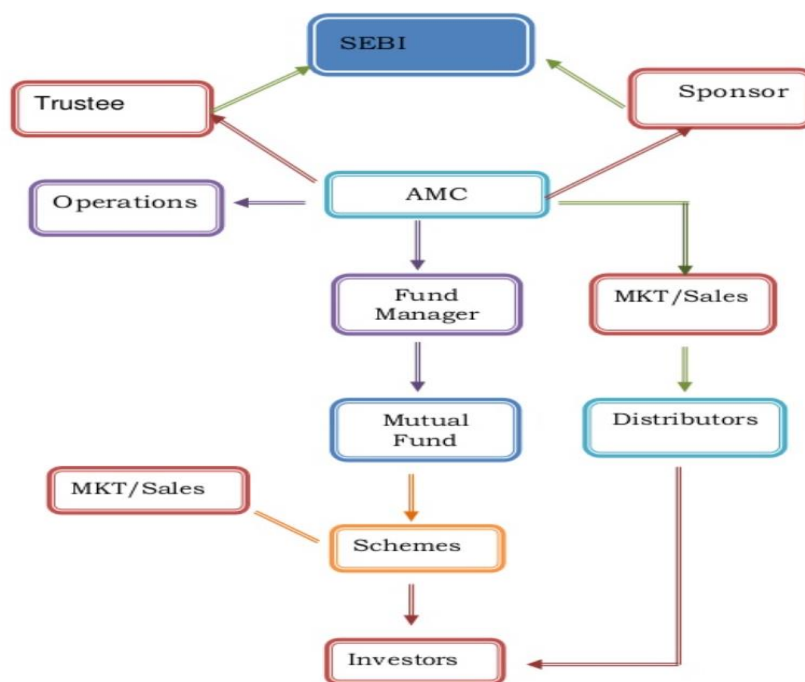 SEBI
Trustee
Sponsor
Operations
AMC
Fund
Manager
MKT/Sales
Mutual
Fund
Distributors
MKT/Sales
Schemes
Investors